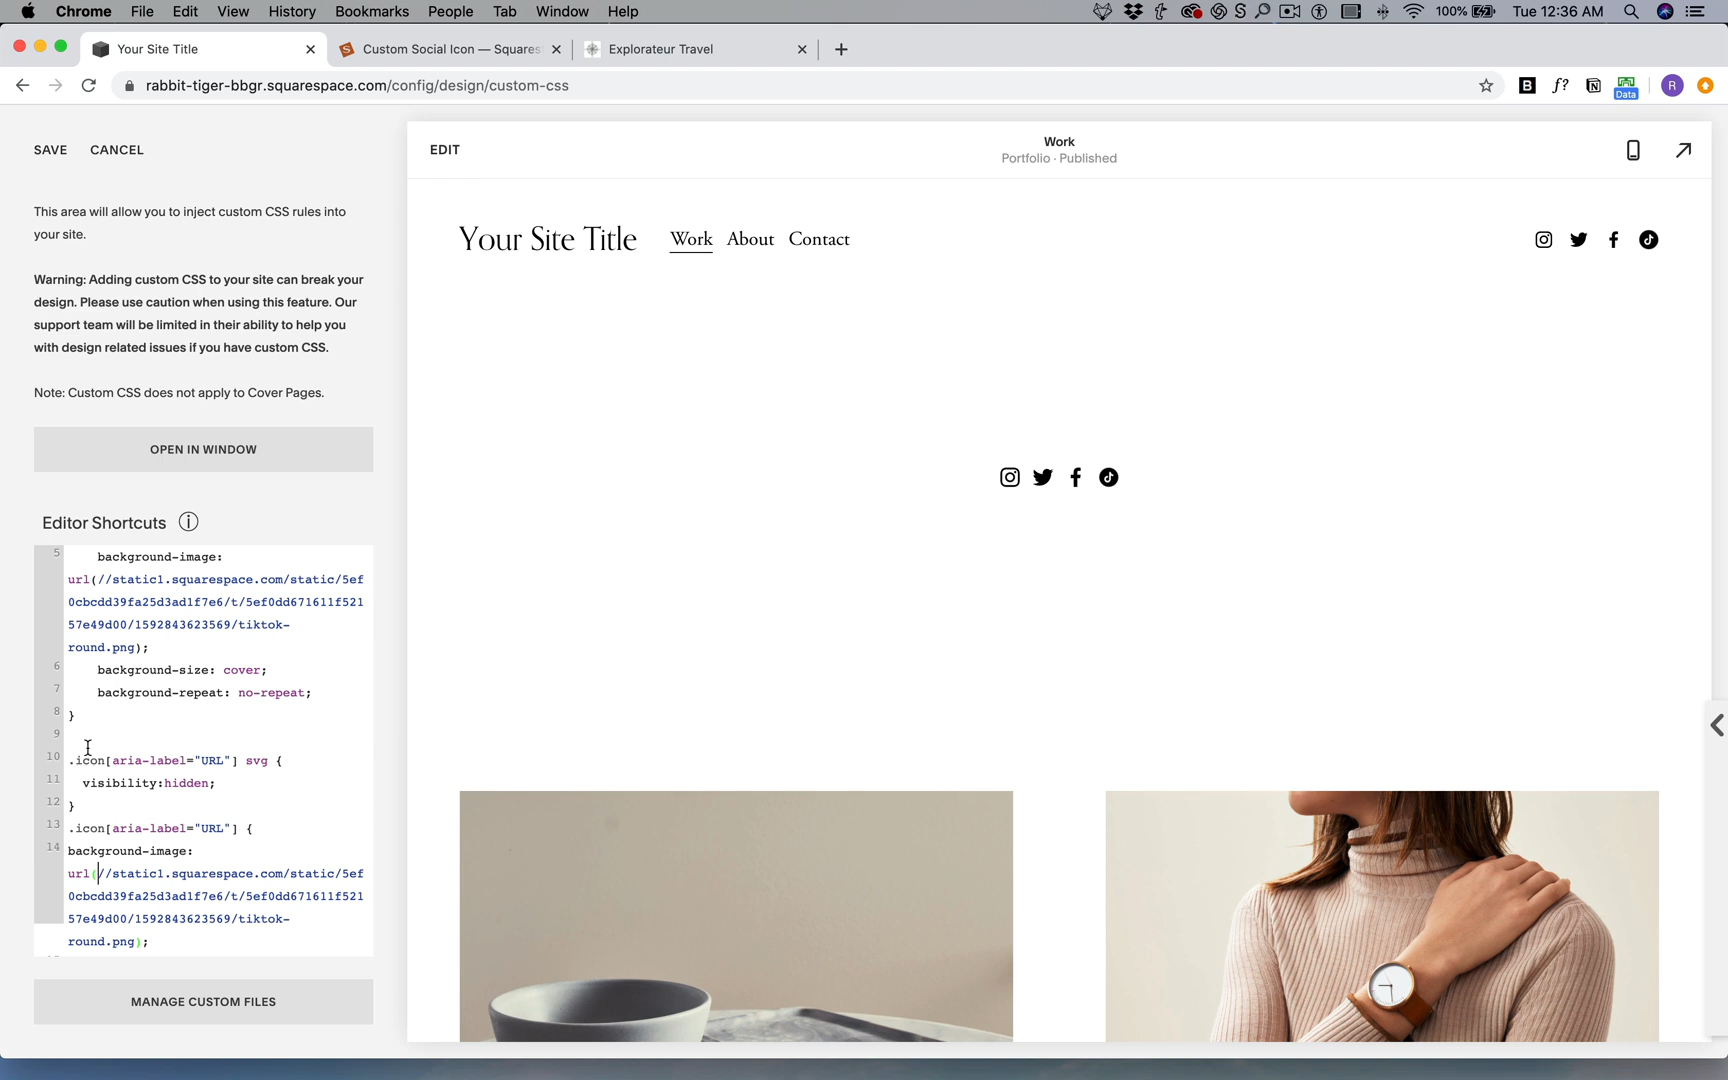 Chrome File Edit View History Bookmarks People Tab Window Help 100% Tue 12:36 AM
Your Site Title
Custom Social Icon — Squares
Explorateur Travel
rabbit-tiger-bbgr.squarespace.com/config/design/custom-css
B f? N Data R
SAVE CANCEL
EDIT
Work
Portfolio · Published
This area will allow you to inject custom CSS rules into
your site.
Warning: Adding custom CSS to your site can break your
design. Please use caution when using this feature. Our
support team will be limited in their ability to help you
with design related issues if you have custom CSS.
Note: Custom CSS does not apply to Cover Pages.
OPEN IN WINDOW
Editor Shortcuts
5 background-image:
url(//static1.squarespace.com/static/5ef
0cbcdd39fa25d3ad1f7e6/t/5ef0dd671611f521
57e49d00/1592843623569/tiktok-
round.png);
6 background-size: cover;
7 background-repeat: no-repeat;
8 }
9
10 .icon[aria-label="URL"] svg {
11 visibility:hidden;
12 }
13 .icon[aria-label="URL"] {
14 background-image:
url(//static1.squarespace.com/static/5ef
0cbcdd39fa25d3ad1f7e6/t/5ef0dd671611f521
57e49d00/1592843623569/tiktok-
round.png);
MANAGE CUSTOM FILES
Your Site Title Work About Contact